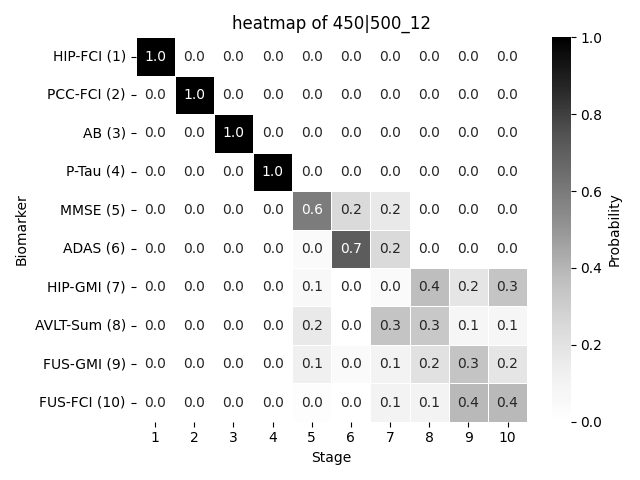 heatmap of 450|500_12
HIP-FCI (1) 1.0 0.0 0.0 0.0 0.0 0.0 0.0 0.0 0.0 0.0
PCC-FCI (2) 0.0 1.0 0.0 0.0 0.0 0.0 0.0 0.0 0.0 0.0
AB (3) 0.0 0.0 1.0 0.0 0.0 0.0 0.0 0.0 0.0 0.0
P-Tau (4) 0.0 0.0 0.0 1.0 0.0 0.0 0.0 0.0 0.0 0.0
MMSE (5) 0.0 0.0 0.0 0.0 0.6 0.2 0.2 0.0 0.0 0.0
ADAS (6) 0.0 0.0 0.0 0.0 0.0 0.7 0.2 0.0 0.0 0.0
HIP-GMI (7) 0.0 0.0 0.0 0.0 0.1 0.0 0.0 0.4 0.2 0.3
AVLT-Sum (8) 0.0 0.0 0.0 0.0 0.2 0.0 0.3 0.3 0.1 0.1
FUS-GMI (9) 0.0 0.0 0.0 0.0 0.1 0.0 0.1 0.2 0.3 0.2
FUS-FCI (10) 0.0 0.0 0.0 0.0 0.0 0.0 0.1 0.1 0.4 0.4
1 2 3 4 5 6 7 8 9 10
Stage
Biomarker
1.0
0.8
0.6
0.4
0.2
0.0
Probability